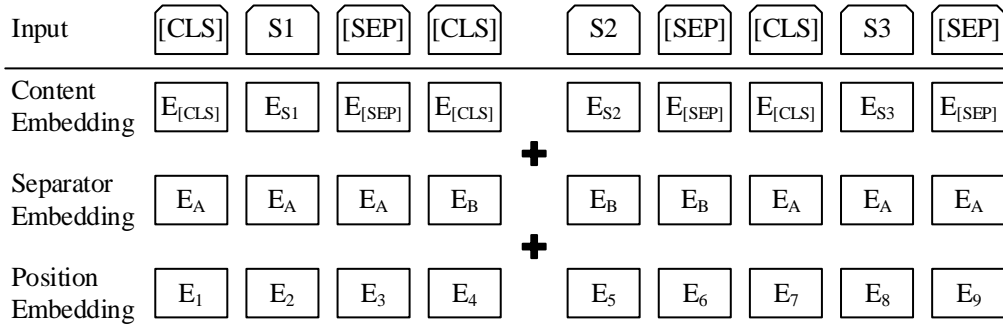 Input [CLS] S1 [SEP] [CLS] S2 [SEP] [CLS] S3 [SEP]
Content
Embedding E[CLS] ES1 E[SEP] E[CLS] ES2 E[SEP] E[CLS] ES3 E[SEP]
+
Separator
Embedding EA EA EA EB EB EB EA EA EA
+
Position
Embedding E1 E2 E3 E4 E5 E6 E7 E8 E9